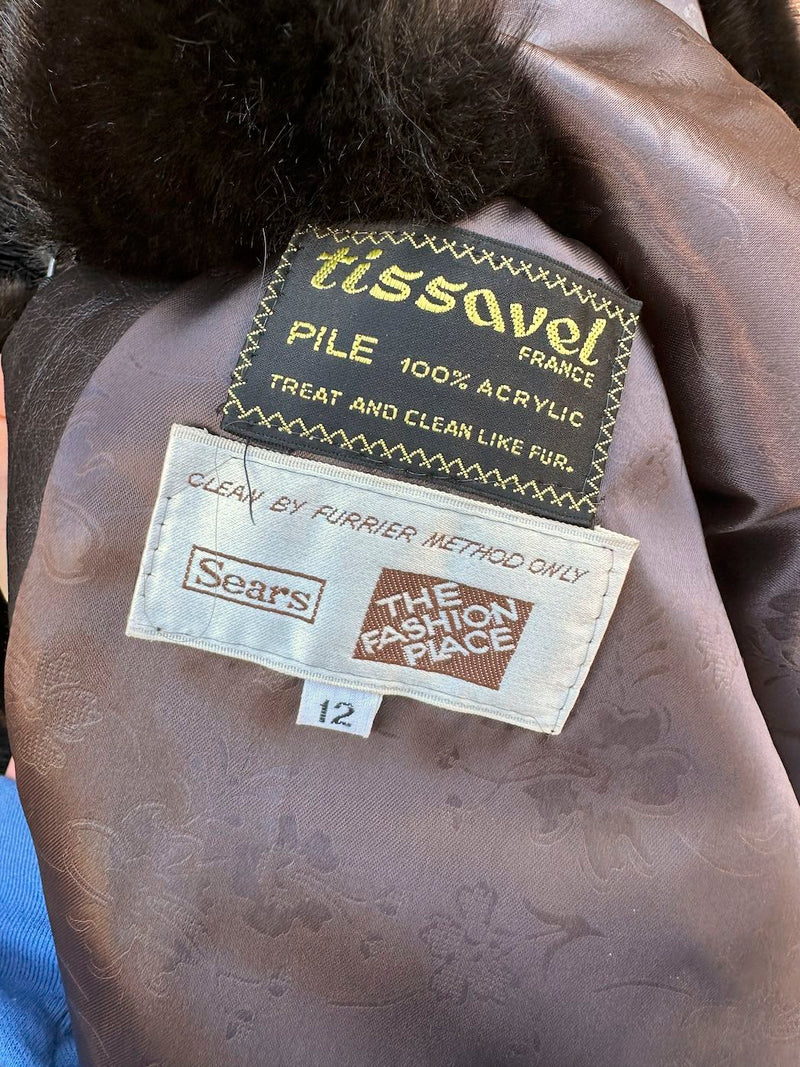 tissavel
FRANCE
PILE 100% ACRYLIC
TREAT AND CLEAN LIKE FUR.
CLEAN BY FURRIER METHOD ONLY
Sears
THE
FASHION
PLACE
12